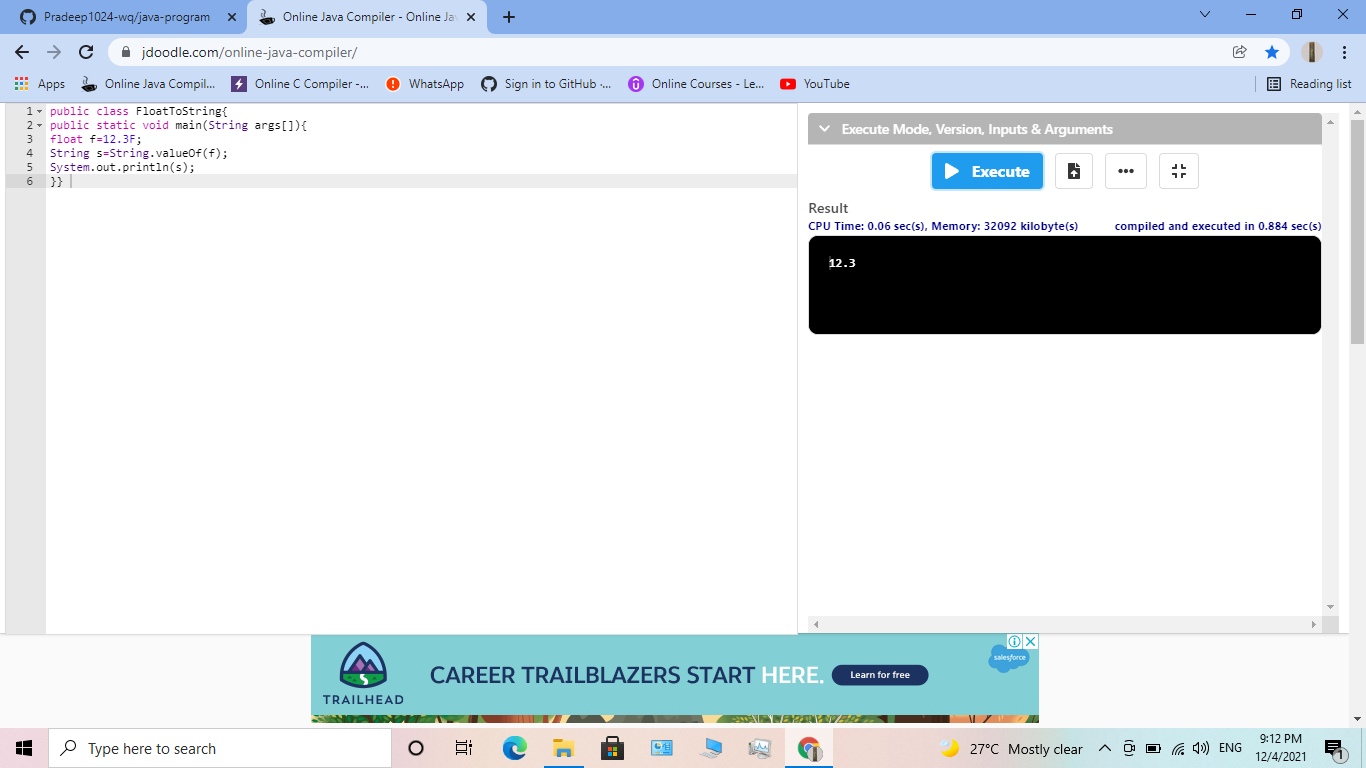 Pradeep1024-wq/java-program
Online Java Compiler - Online Ja
jdoodle.com/online-java-compiler/
Apps
Online Java Compil...
Online C Compiler -...
WhatsApp
Sign in to GitHub ·...
Online Courses - Le...
YouTube
Reading list
1 public class FloatToString{
2 public static void main(String args[]){
3 float f=12.3F;
4 String s=String.valueOf(f);
5 System.out.println(s);
6 }}
Execute Mode, Version, Inputs & Arguments
Execute
Result
CPU Time: 0.06 sec(s), Memory: 32092 kilobyte(s) compiled and executed in 0.884 sec(s)
12.3
TRAILHEAD
CAREER TRAILBLAZERS START HERE.
Learn for free
salesforce
Type here to search
27°C Mostly clear
ENG
9:12 PM
12/4/2021
1